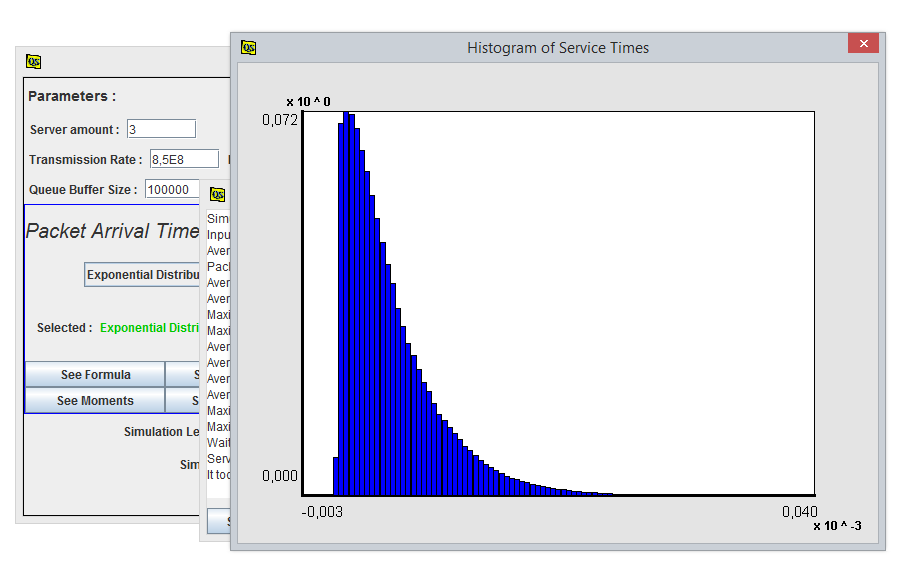 Histogram of Service Times
x 10 ^ 0
0,072
0,000
-0,003
0,040
x 10 ^ -3
Parameters :
Server amount : 3
Transmission Rate : 8,5E8
Queue Buffer Size : 100000
Packet Arrival Time
Exponential Distribu
Selected : Exponential Distri
See Formula S
See Moments S
Simulation Le
Sim
Simu
Inpu
Aver
Pack
Aver
Aver
Maxi
Maxi
Aver
Aver
Aver
Aver
Maxi
Maxi
Wait
Serv
It too
S